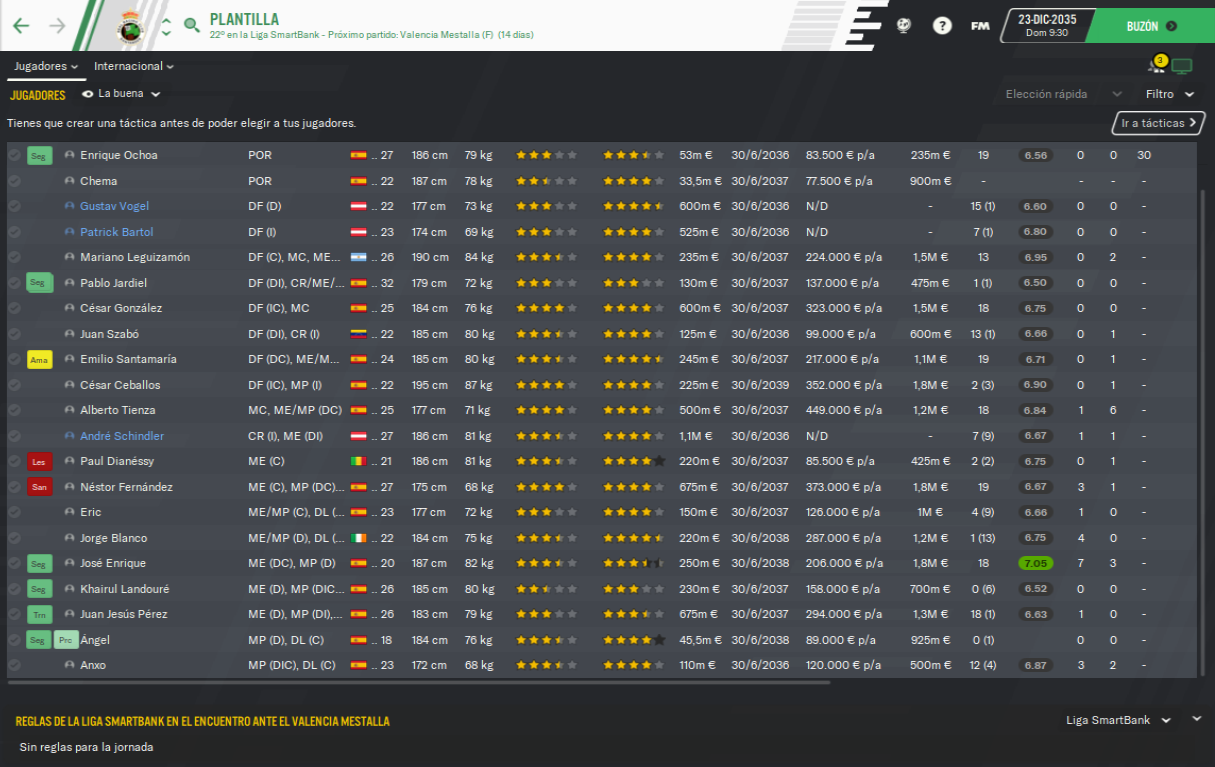 PLANTILLA
22º en la Liga SmartBank - Próximo partido: Valencia Mestalla (F) (14 días)
FM
23-DIC-2035
Dom 9:30
BUZÓN
Jugadores Internacional
3
JUGADORES La buena
Elección rápida Filtro
Tienes que crear una táctica antes de poder elegir a tus jugadores.
Ir a tácticas
Seg Enrique Ochoa POR .. 27 186 cm 79 kg 53m € 30/6/2036 83.500 € p/a 235m € 19 6.56 0 0 30
Chema POR .. 22 187 cm 78 kg 33,5m € 30/6/2037 77.500 € p/a 900m € - - - -
Gustav Vogel DF (D) .. 22 177 cm 73 kg 600m € 30/6/2036 N/D - 15 (1) 6.60 0 0 -
Patrick Bartol DF (I) .. 23 174 cm 69 kg 525m € 30/6/2036 N/D - 7 (1) 6.80 0 0 -
Mariano Leguizamón DF (C), MC, ME... .. 26 190 cm 84 kg 235m € 30/6/2037 224.000 € p/a 1,5M € 13 6.95 0 2 -
Seg Pablo Jardiel DF (DI), CR/ME/... .. 32 179 cm 72 kg 130m € 30/6/2037 137.000 € p/a 475m € 1 (1) 6.50 0 0 -
César González DF (IC), MC .. 25 184 cm 76 kg 600m € 30/6/2037 323.000 € p/a 1,5M € 18 6.75 0 0 -
Juan Szabó DF (DI), CR (I) .. 22 185 cm 80 kg 125m € 30/6/2036 99.000 € p/a 600m € 13 (1) 6.66 0 1 -
Ama Emilio Santamaría DF (DC), ME/M... .. 24 185 cm 80 kg 245m € 30/6/2037 217.000 € p/a 1,1M € 19 6.71 0 1 -
César Ceballos DF (IC), MP (I) .. 22 195 cm 87 kg 225m € 30/6/2039 352.000 € p/a 1,8M € 2 (3) 6.90 0 1 -
Alberto Tienza MC, ME/MP (DC) .. 25 177 cm 71 kg 500m € 30/6/2037 449.000 € p/a 1,2M € 18 6.84 1 6 -
André Schindler CR (I), ME (DI) .. 27 186 cm 81 kg 1,1M € 30/6/2036 N/D - 7 (9) 6.67 1 1 -
Les Paul Dianéssy ME (C) .. 21 186 cm 81 kg 220m € 30/6/2037 85.500 € p/a 425m € 2 (2) 6.75 0 1 -
San Néstor Fernández ME (C), MP (DC)... .. 27 175 cm 68 kg 675m € 30/6/2037 373.000 € p/a 1,8M € 19 6.67 3 1 -
Eric ME/MP (C), DL (... .. 23 177 cm 72 kg 150m € 30/6/2037 126.000 € p/a 1M € 4 (9) 6.66 1 0 -
Jorge Blanco ME/MP (D), DL (... .. 22 184 cm 75 kg 220m € 30/6/2038 287.000 € p/a 1,2M € 1 (13) 6.75 4 0 -
Seg José Enrique ME (DC), MP (D) .. 20 187 cm 82 kg 250m € 30/6/2038 206.000 € p/a 1,8M € 18 7.05 7 3 -
Seg Khairul Landouré ME (D), MP (DIC... .. 26 185 cm 80 kg 230m € 30/6/2037 158.000 € p/a 700m € 0 (6) 6.52 0 0 -
Trn Juan Jesús Pérez ME (D), MP (DI),... .. 26 183 cm 79 kg 675m € 30/6/2037 294.000 € p/a 1,3M € 18 (1) 6.63 1 0 -
Seg Prc Ángel MP (D), DL (C) .. 18 184 cm 76 kg 45,5m € 30/6/2038 89.000 € p/a 925m € 0 (1) 0 0 -
Anxo MP (DIC), DL (C) .. 23 172 cm 68 kg 110m € 30/6/2036 120.000 € p/a 500m € 12 (4) 6.87 3 2 -
REGLAS DE LA LIGA SMARTBANK EN EL ENCUENTRO ANTE EL VALENCIA MESTALLA
Liga SmartBank
Sin reglas para la jornada